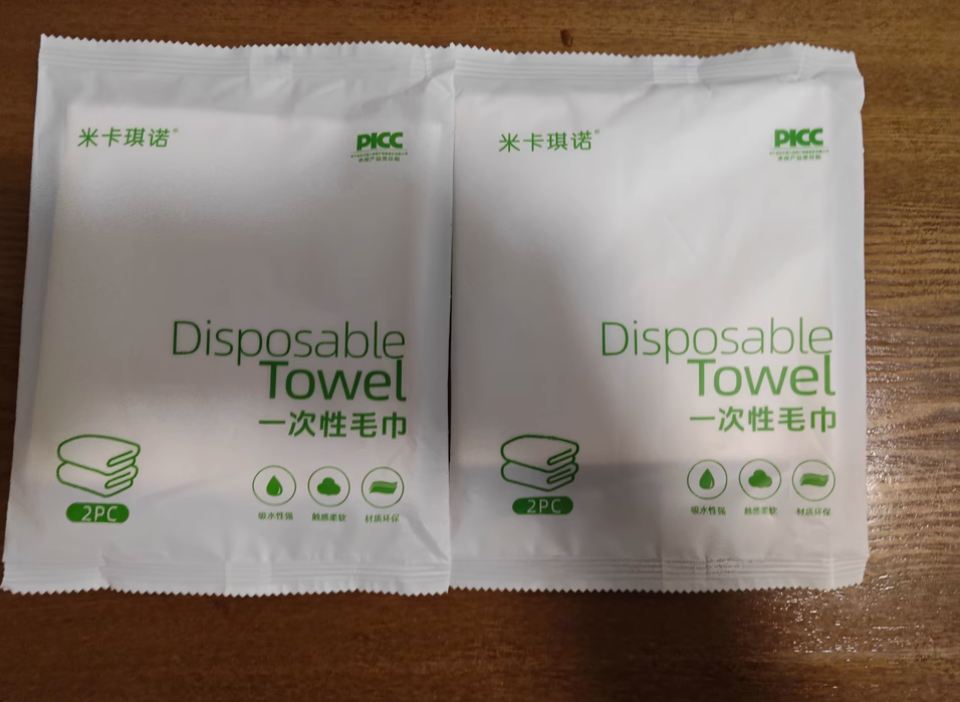 米卡琪诺®
PICC
Disposable
Towel
一次性毛巾
2PC
吸水性强
触感柔软
材质环保
米卡琪诺®
PICC
Disposable
Towel
一次性毛巾
2PC
吸水性强
触感柔软
材质环保